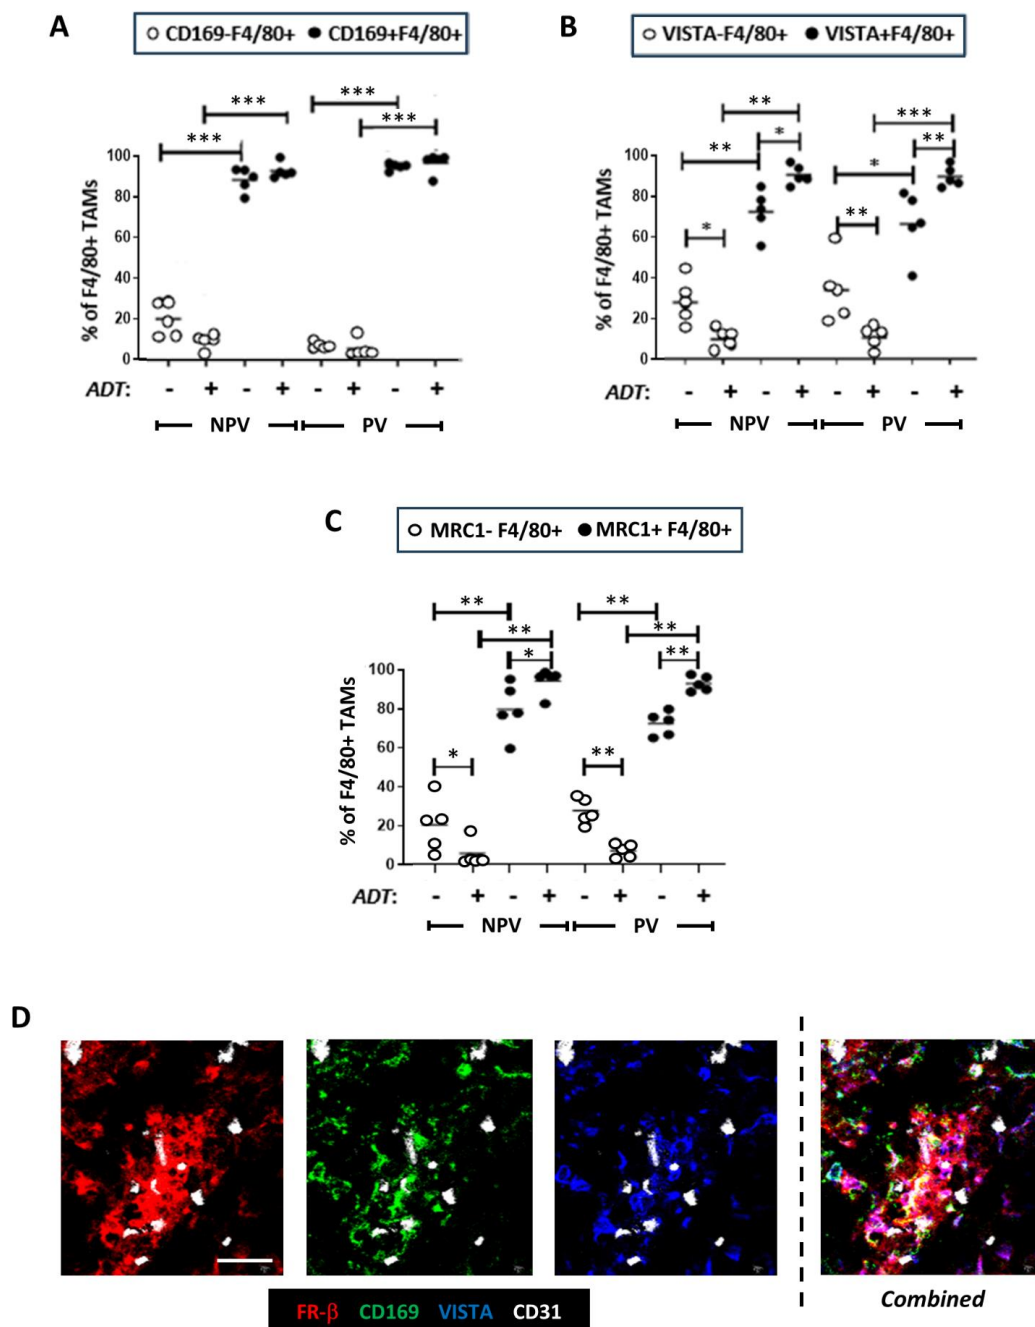 A
CD169-F4/80+ CD169+F4/80+
% of F4/80+ TAMs
100
80
60
40
20
0
*** *** *** ***
ADT: - + - + - + - +
NPV PV
B
VISTA-F4/80+ VISTA+F4/80+
% of F4/80+ TAMs
100
80
60
40
20
0
** *** ** * ** * * **
ADT: - + - + - + - +
NPV PV
C
MRC1- F4/80+ MRC1+ F4/80+
% of F4/80+ TAMs
100
80
60
40
20
0
** ** ** ** * ** * **
ADT: - + - + - + - +
NPV PV
D
FR-β CD169 VISTA CD31
Combined